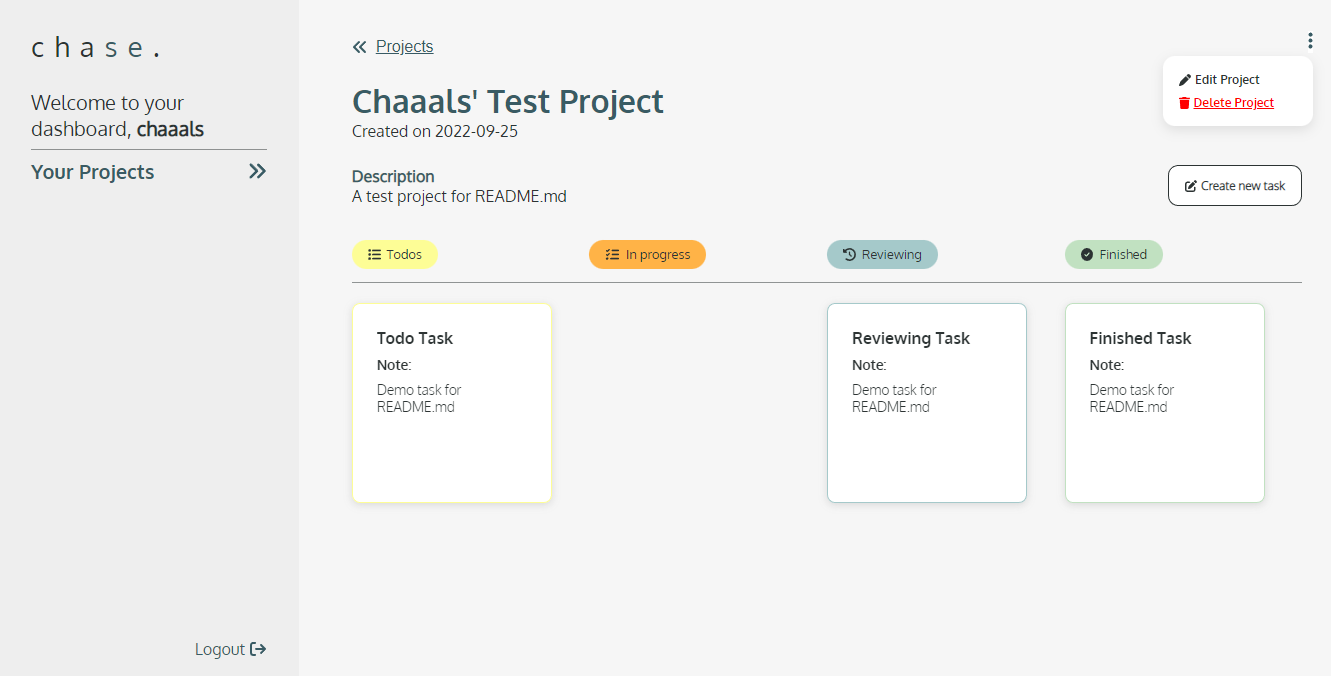 chase.
Welcome to your
dashboard, chaaals
Your Projects
Logout
Projects
Edit Project
Delete Project
Chaaals' Test Project
Created on 2022-09-25
Description
A test project for README.md
Create new task
Todos
In progress
Reviewing
Finished
Todo Task
Note:
Demo task for
README.md
Reviewing Task
Note:
Demo task for
README.md
Finished Task
Note:
Demo task for
README.md